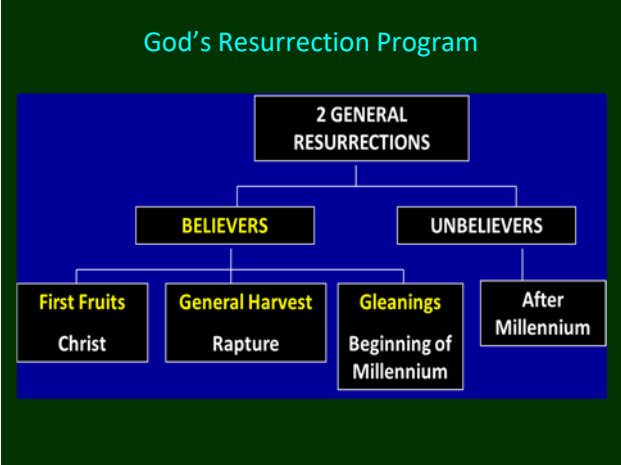 God’s Resurrection Program
2 GENERAL
RESURRECTIONS
BELIEVERS
UNBELIEVERS
First Fruits
Christ
General Harvest
Rapture
Gleanings
Beginning of
Millennium
After
Millennium